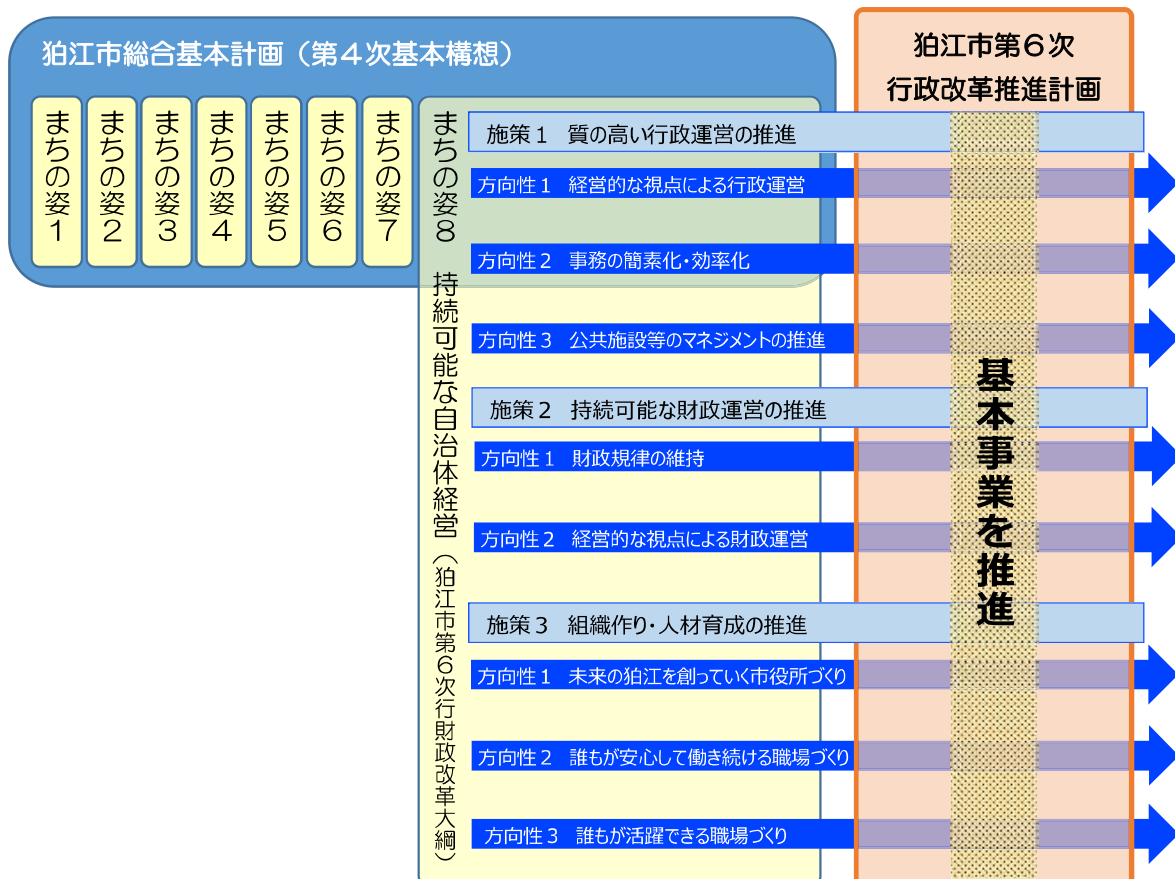 狛江市総合基本計画（第４次基本構想）
まちの姿１
まちの姿２
まちの姿３
まちの姿４
まちの姿５
まちの姿６
まちの姿７
まちの姿８　持続可能な自治体経営（狛江市第６次行財政改革大綱）
施策１　質の高い行政運営の推進
方向性１　経営的な視点による行政運営
方向性２　事務の簡素化・効率化
方向性３　公共施設等のマネジメントの推進
施策２　持続可能な財政運営の推進
方向性１　財政規律の維持
方向性２　経営的な視点による財政運営
施策３　組織作り・人材育成の推進
方向性１　未来の狛江を創っていく市役所づくり
方向性２　誰もが安心して働き続ける職場づくり
方向性３　誰もが活躍できる職場づくり
狛江市第６次
行政改革推進計画
基本事業を推進